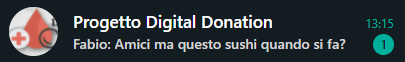 Progetto Digital Donation
13:15
Fabio: Amici ma questo sushi quando si fa?
1